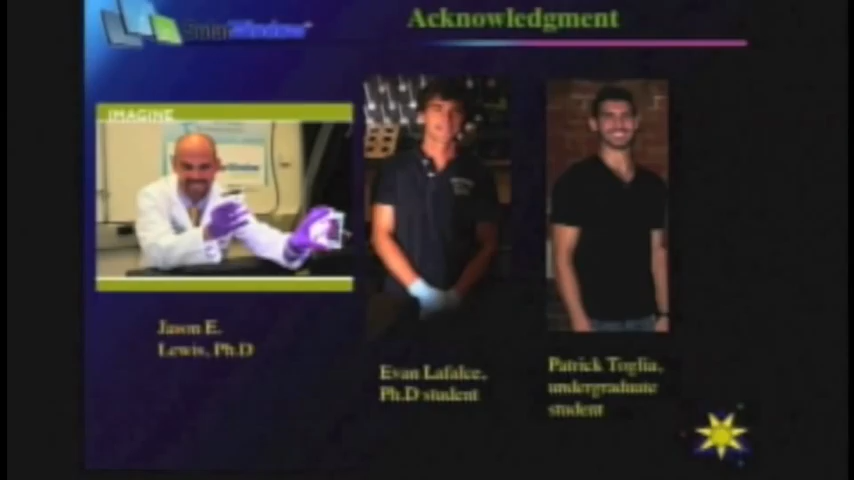 Acknowledgment
IMAGINE
Jason E.
Lewis, Ph.D
Evan Lafalce,
Ph.D student
Patrick Toglia,
undergraduate
student